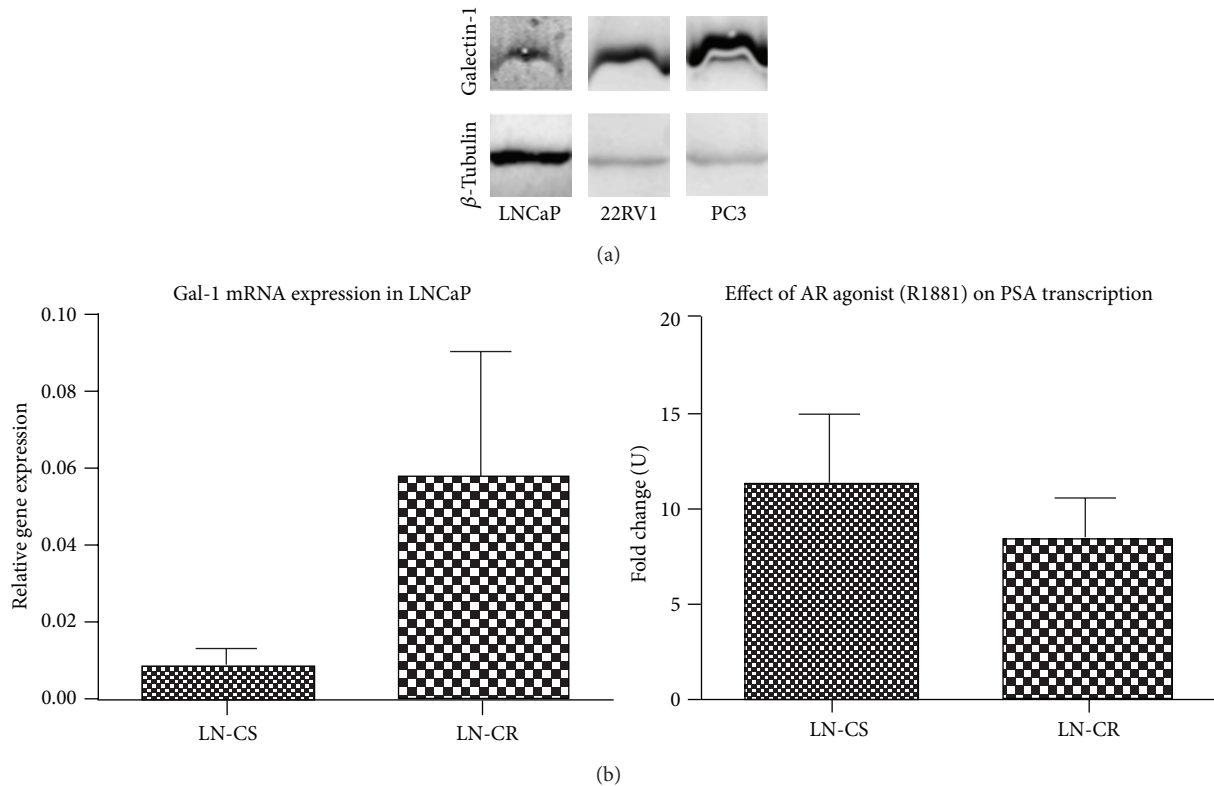 Galectin-1
β-Tubulin
LNCaP
22RV1
PC3
(a)
Gal-1 mRNA expression in LNCaP
Relative gene expression
0.10
0.08
0.06
0.04
0.02
0.00
LN-CS
LN-CR
Effect of AR agonist (R1881) on PSA transcription
Fold change (U)
20
15
10
5
0
LN-CS
LN-CR
(b)